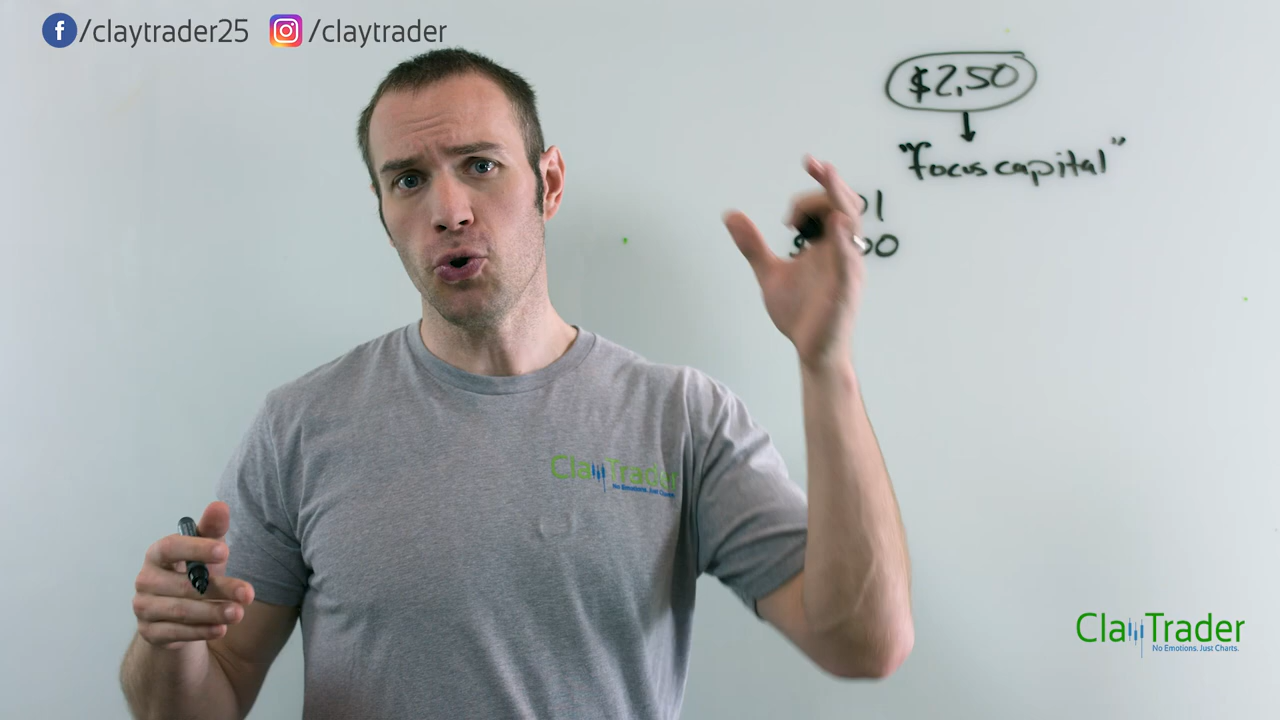 /claytrader25 /claytrader
$2.50
"focus capital"
ClayTrader
No Emotions. Just Charts.
ClayTrader
No Emotions. Just Charts.